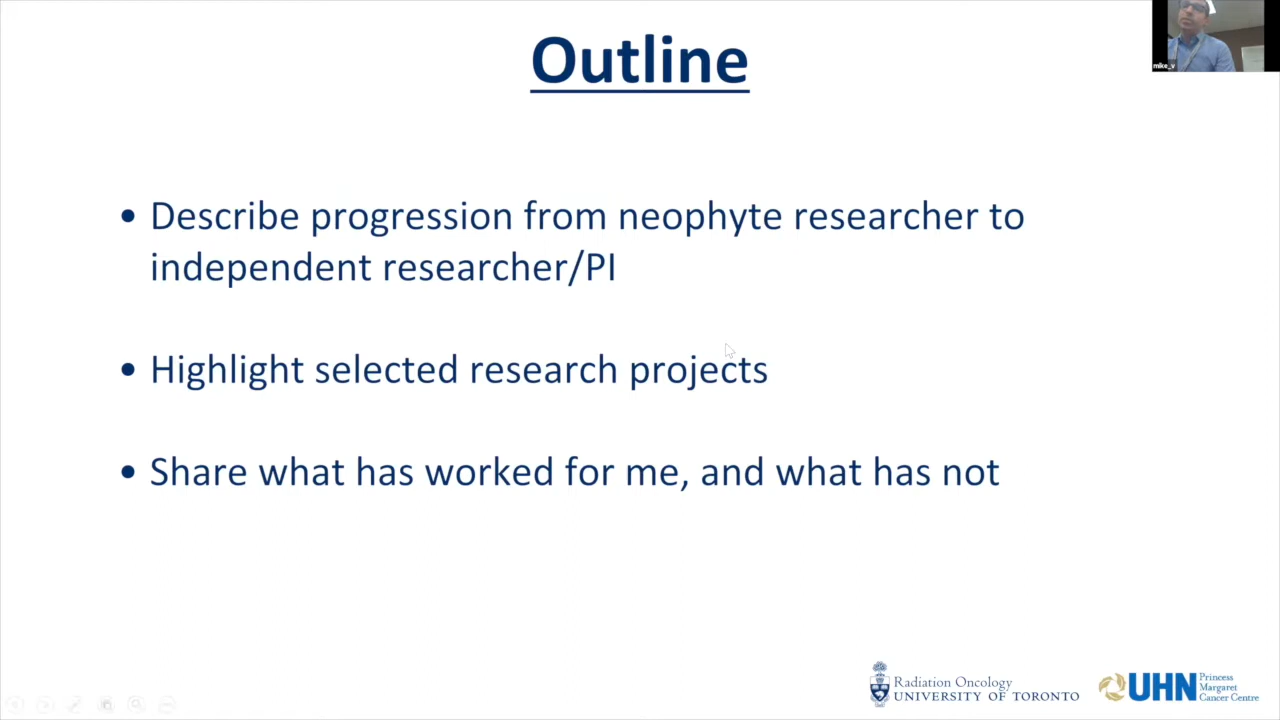 Outline
mike_v
• Describe progression from neophyte researcher to
independent researcher/PI
• Highlight selected research projects
• Share what has worked for me, and what has not
Radiation Oncology
UNIVERSITY OF TORONTO
UHN
Princess
Margaret
Cancer Centre